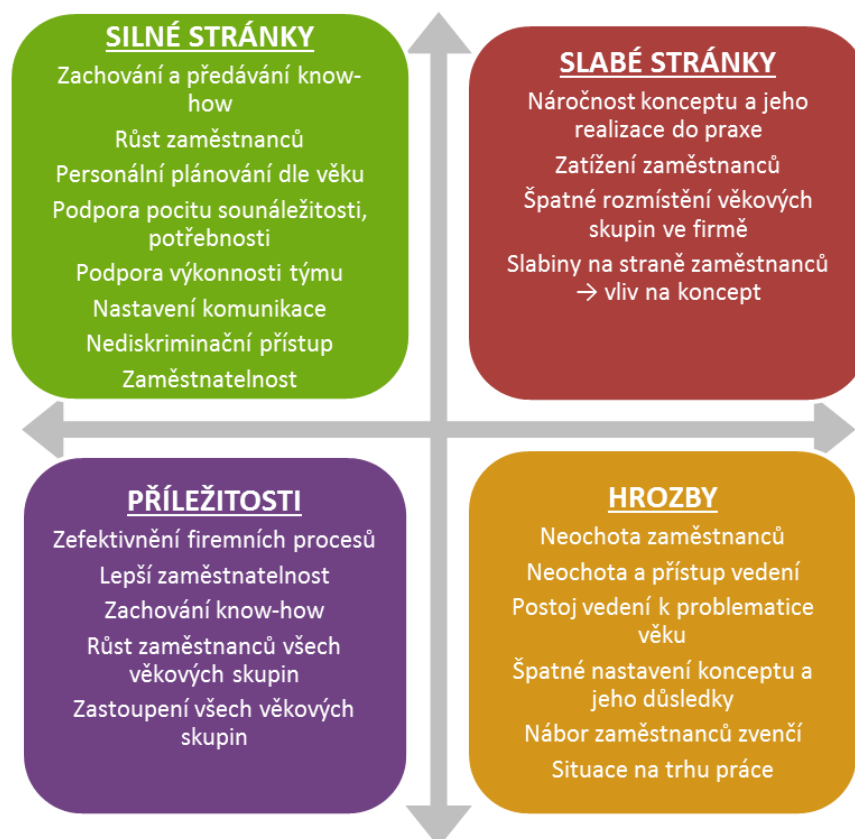 SILNÉ STRÁNKY
Zachování a předávání know-
how
Růst zaměstnanců
Personální plánování dle věku
Podpora pocitu sounáležitosti,
potřebnosti
Podpora výkonnosti týmu
Nastavení komunikace
Nediskriminační přístup
Zaměstnatelnost
SLABÉ STRÁNKY
Náročnost konceptu a jeho
realizace do praxe
Zatížení zaměstnanců
Špatné rozmístění věkových
skupin ve firmě
Slabiny na straně zaměstnanců
→ vliv na koncept
PŘÍLEŽITOSTI
Zefektivnění firemních procesů
Lepší zaměstnatelnost
Zachování know-how
Růst zaměstnanců všech
věkových skupin
Zastoupení všech věkových
skupin
HROZBY
Neochota zaměstnanců
Neochota a přístup vedení
Postoj vedení k problematice
věku
Špatné nastavení konceptu a
jeho důsledky
Nábor zaměstnanců zvenčí
Situace na trhu práce